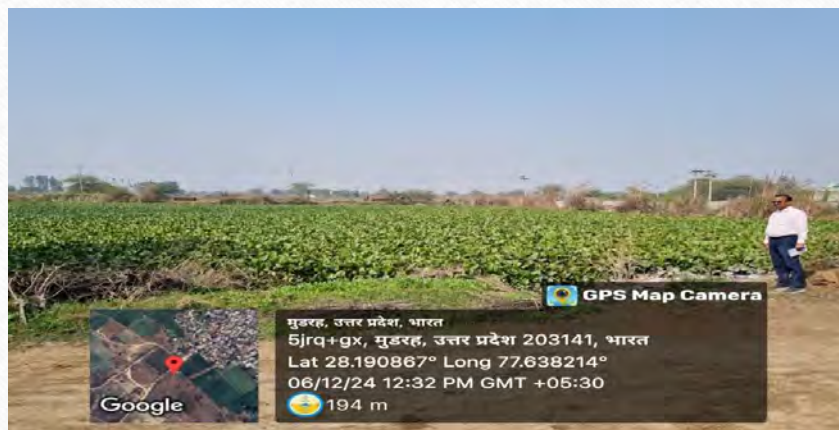 GPS Map Camera
मुडरह, उत्तर प्रदेश, भारत
5jrq+gx, मुडरह, उत्तर प्रदेश 203141, भारत
Lat 28.190867° Long 77.638214°
06/12/24 12:32 PM GMT +05:30
194 m
Google